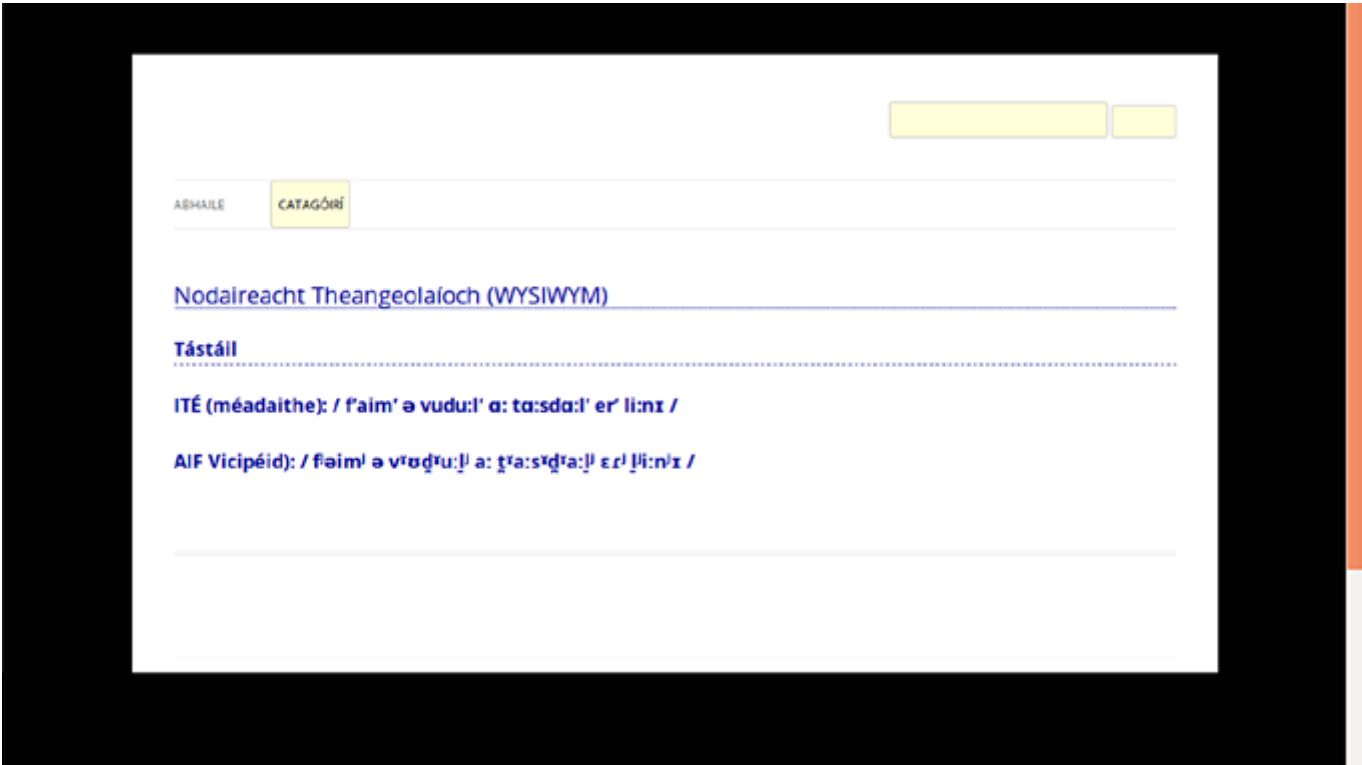 ABHAILE CATAGÓIRÍ
Nodaireacht Theangeolaíoch (WYSIWYM)
Tástáil
ITÉ (méadaithe): / f′aim′ ə vudu:l′ ɑ: tɑ:sdɑ:l′ er′ li:nɪ /
AIF Vicipéid): / fʲəimʲ ə vˠʊd̪ˠu:l̪ʲ a: t̪ˠa:sˠd̪ˠa:l̪ʲ ɛɾʲ l̪ʲi:nʲɪ /